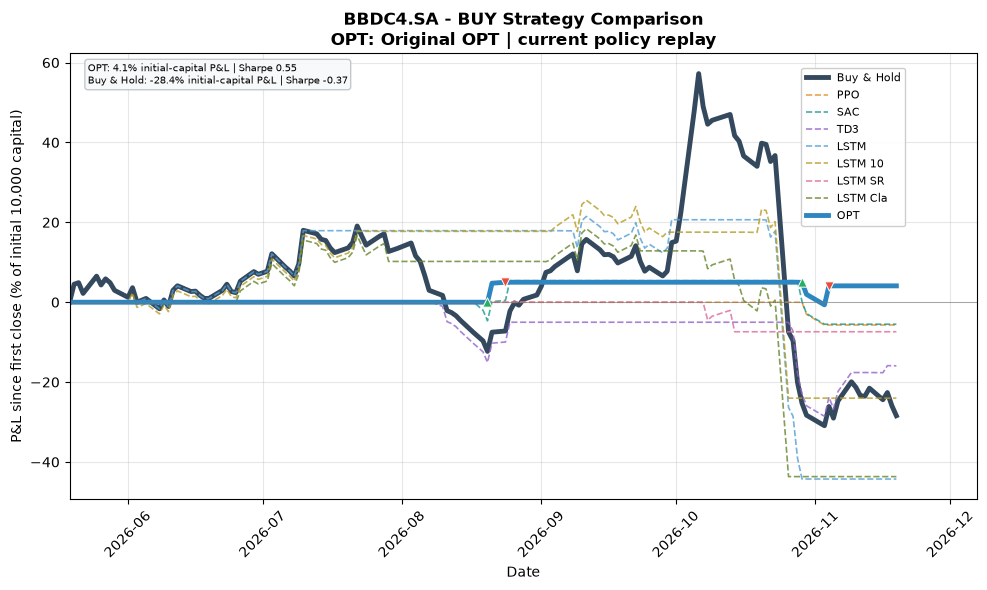 BBDC4.SA - BUY Strategy Comparison
OPT: Original OPT | current policy replay
OPT: 4.1% initial-capital P&L | Sharpe 0.55
Buy & Hold: -28.4% initial-capital P&L | Sharpe -0.37
Buy & Hold
PPO
SAC
TD3
LSTM
LSTM 10
LSTM SR
LSTM Cla
OPT
P&L since first close (% of initial 10,000 capital)
60
40
20
0
−20
−40
2026-06
2026-07
2026-08
2026-09
2026-10
2026-11
2026-12
Date